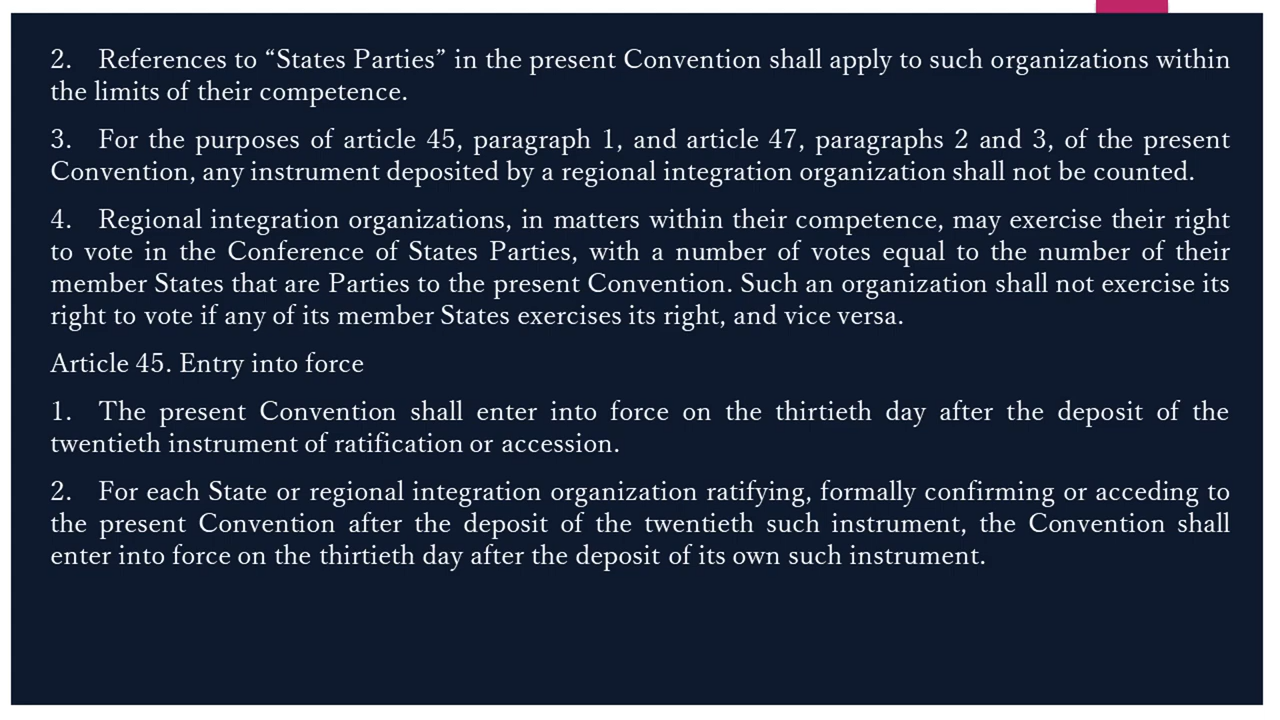 2. References to “States Parties” in the present Convention shall apply to such organizations within
the limits of their competence.
3. For the purposes of article 45, paragraph 1, and article 47, paragraphs 2 and 3, of the present
Convention, any instrument deposited by a regional integration organization shall not be counted.
4. Regional integration organizations, in matters within their competence, may exercise their right
to vote in the Conference of States Parties, with a number of votes equal to the number of their
member States that are Parties to the present Convention. Such an organization shall not exercise its
right to vote if any of its member States exercises its right, and vice versa.
Article 45. Entry into force
1. The present Convention shall enter into force on the thirtieth day after the deposit of the
twentieth instrument of ratification or accession.
2. For each State or regional integration organization ratifying, formally confirming or acceding to
the present Convention after the deposit of the twentieth such instrument, the Convention shall
enter into force on the thirtieth day after the deposit of its own such instrument.